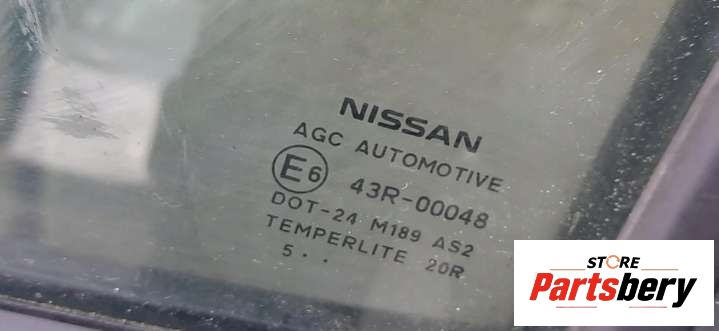 NISSAN
AGC AUTOMOTIVE
E6 43R-00048
DOT-24 M189 AS2
TEMPERLITE 20R
5 . .
STORE
Partsbery